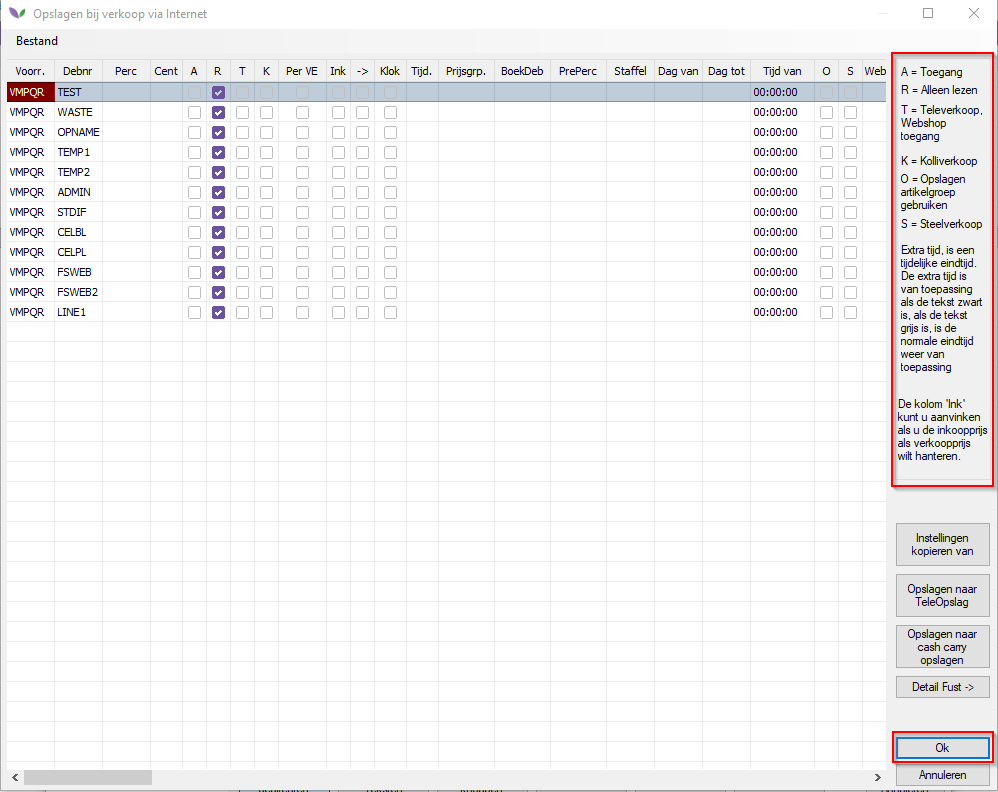 Opslagen bij verkoop via Internet
Bestand
Voorr. Debnr Perc Cent A R T K Per VE Ink -> Klok Tijd. Prijsgrp. BoekDeb PrePerc Staffel Dag van Dag tot Tijd van O S Web
VMPQR TEST 00:00:00
VMPQR WASTE 00:00:00
VMPQR OPNAME 00:00:00
VMPQR TEMP1 00:00:00
VMPQR TEMP2 00:00:00
VMPQR ADMIN 00:00:00
VMPQR STDIF 00:00:00
VMPQR CELBL 00:00:00
VMPQR CELPL 00:00:00
VMPQR FSWEB 00:00:00
VMPQR FSWEB2 00:00:00
VMPQR LINE1 00:00:00
A = Toegang
R = Alleen lezen
T = Televerkoop,
Webshop
toegang
K = Kolliverkoop
O = Opslagen
artikelgroep
gebruiken
S = Steelverkoop
Extra tijd, is een
tijdelijke eindtijd.
De extra tijd is
van toepassing
als de tekst zwart
is, als de tekst
grijs is, is de
normale eindtijd
weer van
toepassing
De kolom 'Ink'
kunt u aanvinken
als u de inkoopprijs
als verkoopprijs
wilt hanteren.
Instellingen
kopieren van
Opslagen naar
TeleOpslag
Opslagen naar
cash carry
opslagen
Detail Fust ->
Ok
Annuleren